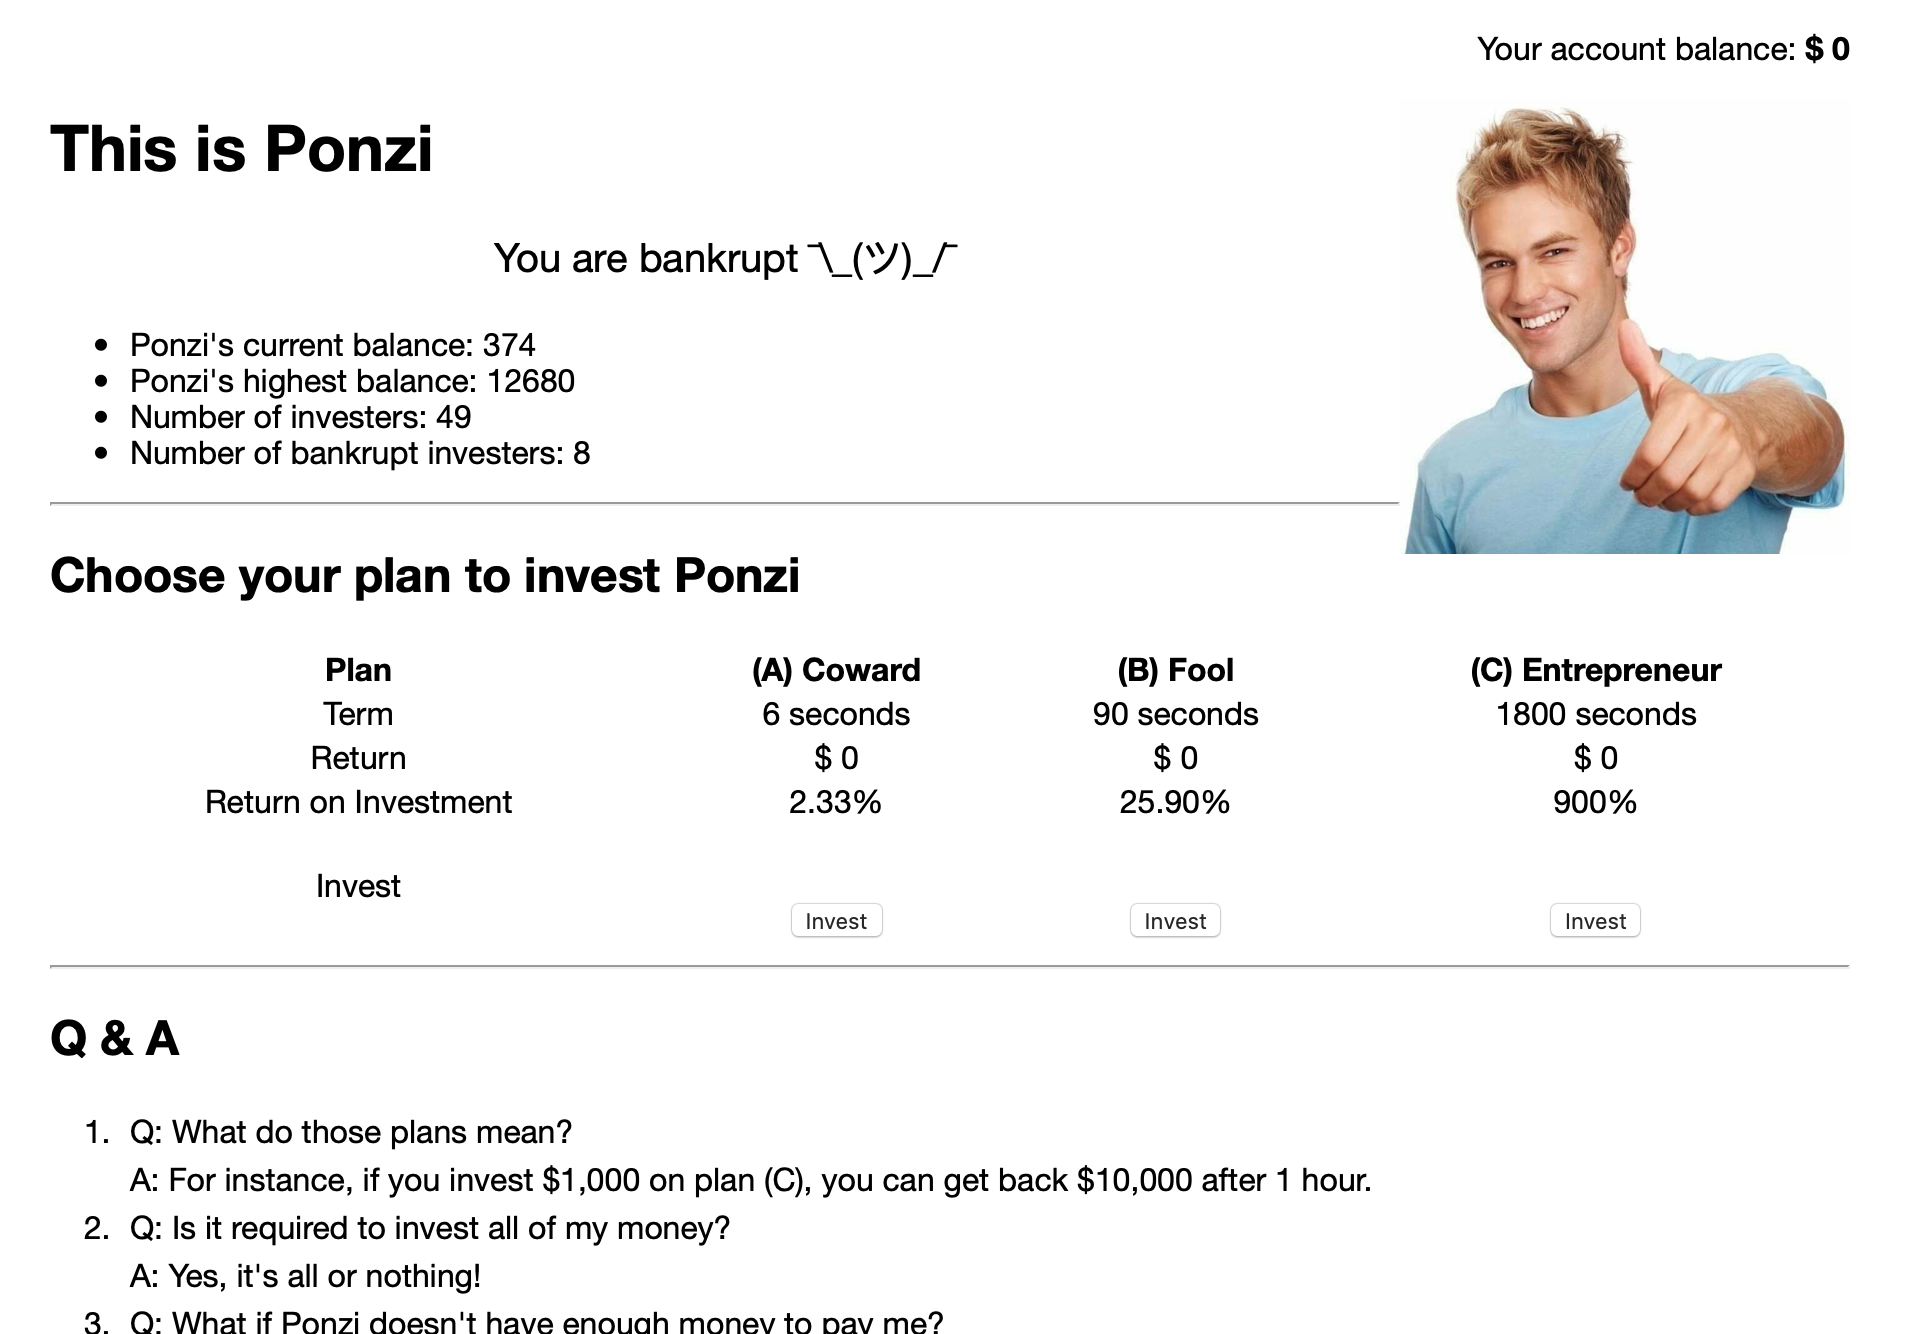 Your account balance: $ 0
This is Ponzi
You are bankrupt ¯\_(ツ)_/¯
• Ponzi's current balance: 374
• Ponzi's highest balance: 12680
• Number of investers: 49
• Number of bankrupt investers: 8
Choose your plan to invest Ponzi
Plan (A) Coward (B) Fool (C) Entrepreneur
Term 6 seconds 90 seconds 1800 seconds
Return $ 0 $ 0 $ 0
Return on Investment 2.33% 25.90% 900%
Invest
Invest Invest Invest
Q & A
1. Q: What do those plans mean?
A: For instance, if you invest $1,000 on plan (C), you can get back $10,000 after 1 hour.
2. Q: Is it required to invest all of my money?
A: Yes, it's all or nothing!
3. Q: What if Ponzi doesn't have enough money to pay me?